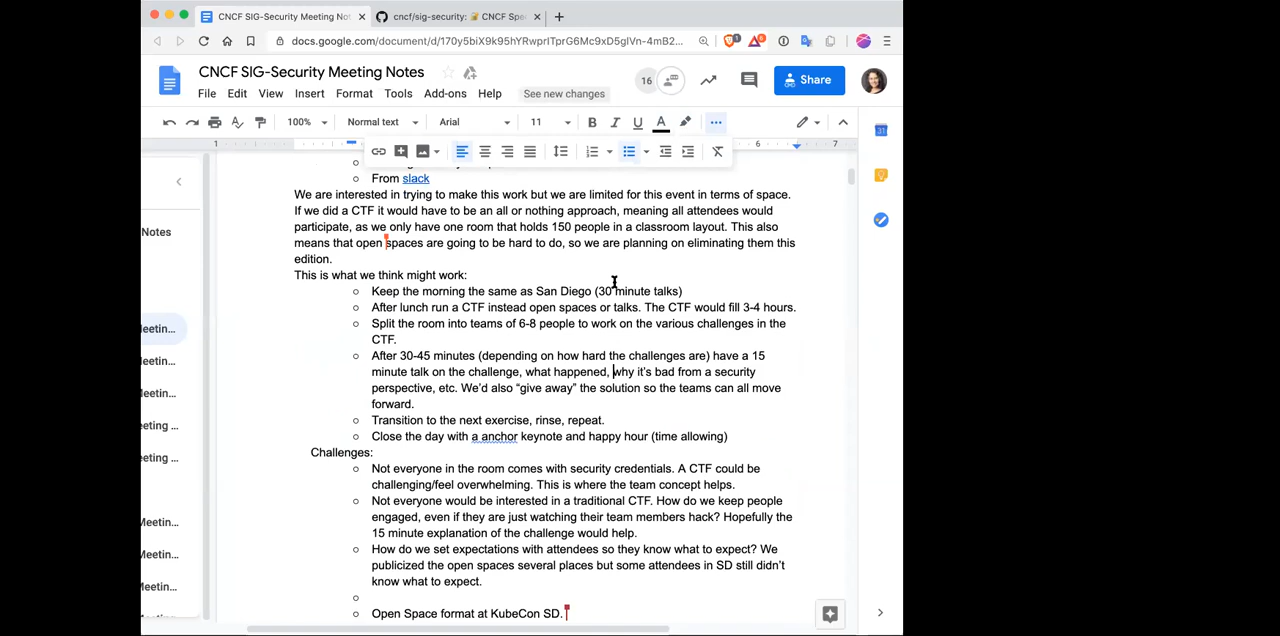 CNCF SIG-Security Meeting Not
cncf/sig-security: 🔐 CNCF Spe
docs.google.com/document/d/170y5biX9k95hYRwprITprG6Mc9xD5gIVn-4mB2...
CNCF SIG-Security Meeting Notes
16
Share
File Edit View Insert Format Tools Add-ons Help See new changes
100% Normal text Arial 11 B I U A
1 6 7
From slack
We are interested in trying to make this work but we are limited for this event in terms of space.
If we did a CTF it would have to be an all or nothing approach, meaning all attendees would
participate, as we only have one room that holds 150 people in a classroom layout. This also
means that open spaces are going to be hard to do, so we are planning on eliminating them this
edition.
This is what we think might work:
Keep the morning the same as San Diego (30 minute talks)
After lunch run a CTF instead open spaces or talks. The CTF would fill 3-4 hours.
Split the room into teams of 6-8 people to work on the various challenges in the
CTF.
After 30-45 minutes (depending on how hard the challenges are) have a 15
minute talk on the challenge, what happened, why it's bad from a security
perspective, etc. We'd also “give away” the solution so the teams can all move
forward.
Transition to the next exercise, rinse, repeat.
Close the day with a anchor keynote and happy hour (time allowing)
Challenges:
Not everyone in the room comes with security credentials. A CTF could be
challenging/feel overwhelming. This is where the team concept helps.
Not everyone would be interested in a traditional CTF. How do we keep people
engaged, even if they are just watching their team members hack? Hopefully the
15 minute explanation of the challenge would help.
How do we set expectations with attendees so they know what to expect? We
publicized the open spaces several places but some attendees in SD still didn't
know what to expect.
Open Space format at KubeCon SD.
Notes
eetin...
leetin...
leetin...
eeting ...
eeting ...
Meetin...
Meetin...
Meetin...
31